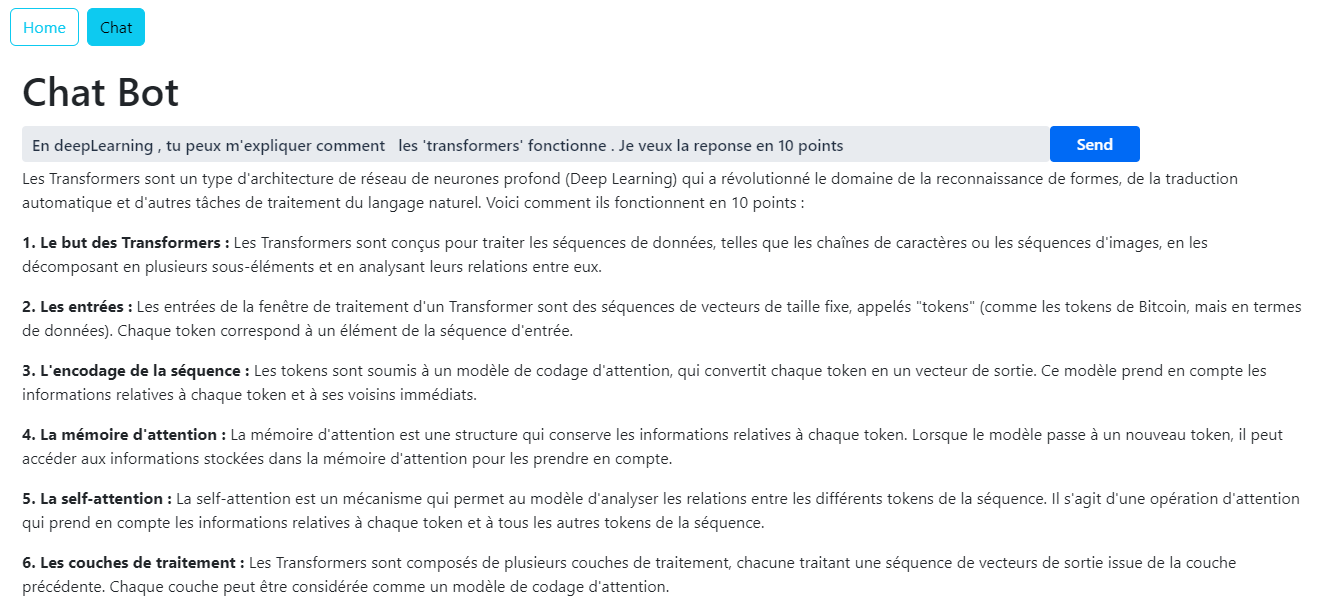 Home Chat
Chat Bot
En deepLearning , tu peux m'expliquer comment   les 'transformers' fonctionne . Je veux la reponse en 10 points Send
Les Transformers sont un type d'architecture de réseau de neurones profond (Deep Learning) qui a révolutionné le domaine de la reconnaissance de formes, de la traduction
automatique et d'autres tâches de traitement du langage naturel. Voici comment ils fonctionnent en 10 points :
1. Le but des Transformers : Les Transformers sont conçus pour traiter les séquences de données, telles que les chaînes de caractères ou les séquences d'images, en les
décomposant en plusieurs sous-éléments et en analysant leurs relations entre eux.
2. Les entrées : Les entrées de la fenêtre de traitement d'un Transformer sont des séquences de vecteurs de taille fixe, appelés "tokens" (comme les tokens de Bitcoin, mais en termes
de données). Chaque token correspond à un élément de la séquence d'entrée.
3. L'encodage de la séquence : Les tokens sont soumis à un modèle de codage d'attention, qui convertit chaque token en un vecteur de sortie. Ce modèle prend en compte les
informations relatives à chaque token et à ses voisins immédiats.
4. La mémoire d'attention : La mémoire d'attention est une structure qui conserve les informations relatives à chaque token. Lorsque le modèle passe à un nouveau token, il peut
accéder aux informations stockées dans la mémoire d'attention pour les prendre en compte.
5. La self-attention : La self-attention est un mécanisme qui permet au modèle d'analyser les relations entre les différents tokens de la séquence. Il s'agit d'une opération d'attention
qui prend en compte les informations relatives à chaque token et à tous les autres tokens de la séquence.
6. Les couches de traitement : Les Transformers sont composés de plusieurs couches de traitement, chacune traitant une séquence de vecteurs de sortie issue de la couche
précédente. Chaque couche peut être considérée comme un modèle de codage d'attention.